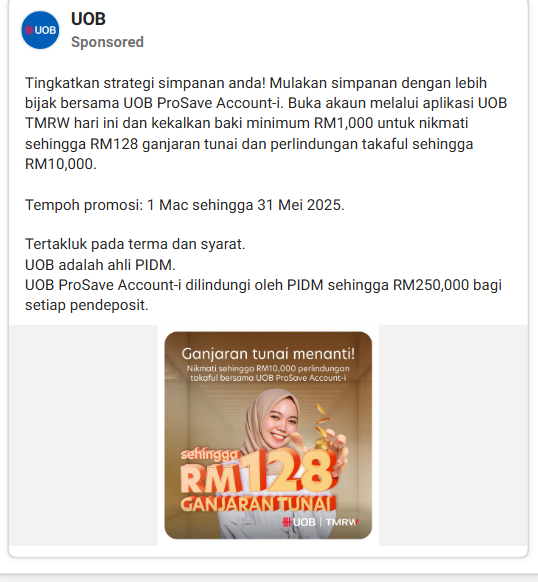 UOB
UOB
Sponsored
Tingkatkan strategi simpanan anda! Mulakan simpanan dengan lebih
bijak bersama UOB ProSave Account-i. Buka akaun melalui aplikasi UOB
TMRW hari ini dan kekalkan baki minimum RM1,000 untuk nikmati
sehingga RM128 ganjaran tunai dan perlindungan takaful sehingga
RM10,000.
Tempoh promosi: 1 Mac sehingga 31 Mei 2025.
Tertakluk pada terma dan syarat.
UOB adalah ahli PIDM.
UOB ProSave Account-i dilindungi oleh PIDM sehingga RM250,000 bagi
setiap pendeposit.
Ganjaran tunai menanti!
Nikmati sehingga RM10,000 perlindungan
takaful bersama UOB ProSave Account-i
sehingga
RM128
GANJARAN TUNAI
UOB | TMRW